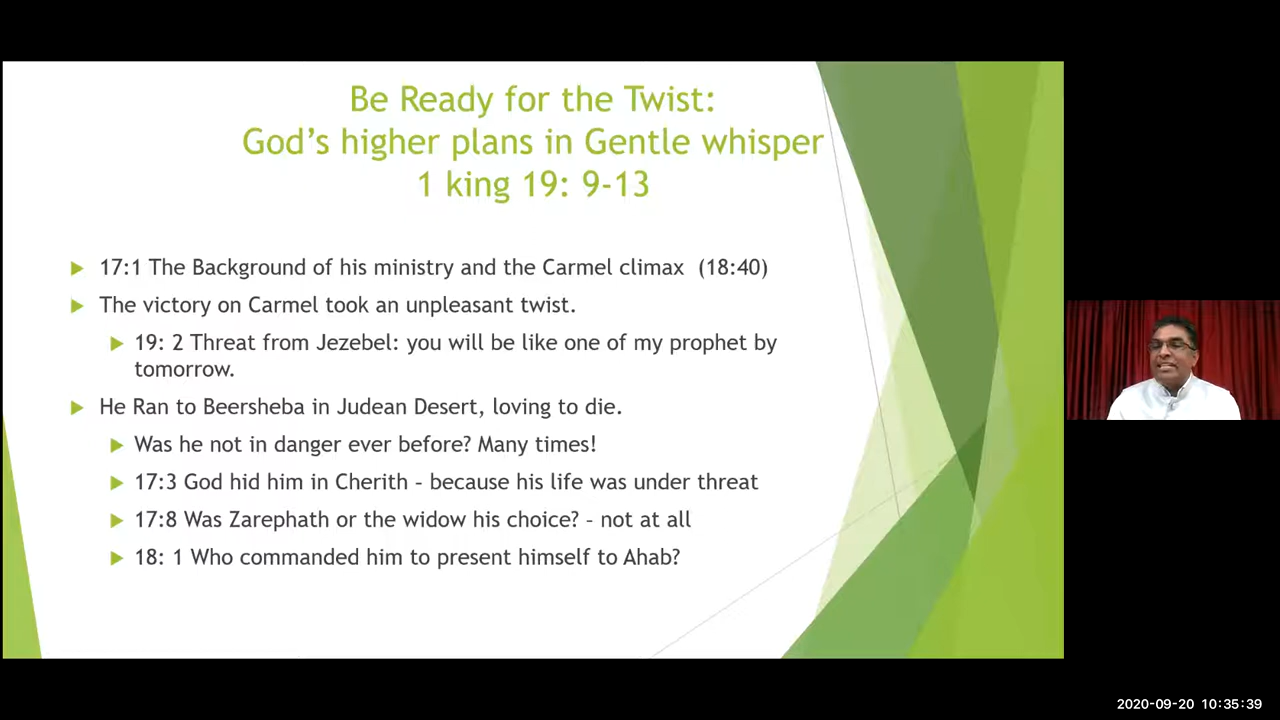 Be Ready for the Twist:
God's higher plans in Gentle whisper
1 king 19: 9-13
17:1 The Background of his ministry and the Carmel climax (18:40)
The victory on Carmel took an unpleasant twist.
19: 2 Threat from Jezebel: you will be like one of my prophet by
tomorrow.
He Ran to Beersheba in Judean Desert, loving to die.
Was he not in danger ever before? Many times!
17:3 God hid him in Cherith – because his life was under threat
17:8 Was Zarephath or the widow his choice? – not at all
18: 1 Who commanded him to present himself to Ahab?
2020-09-20 10:35:39